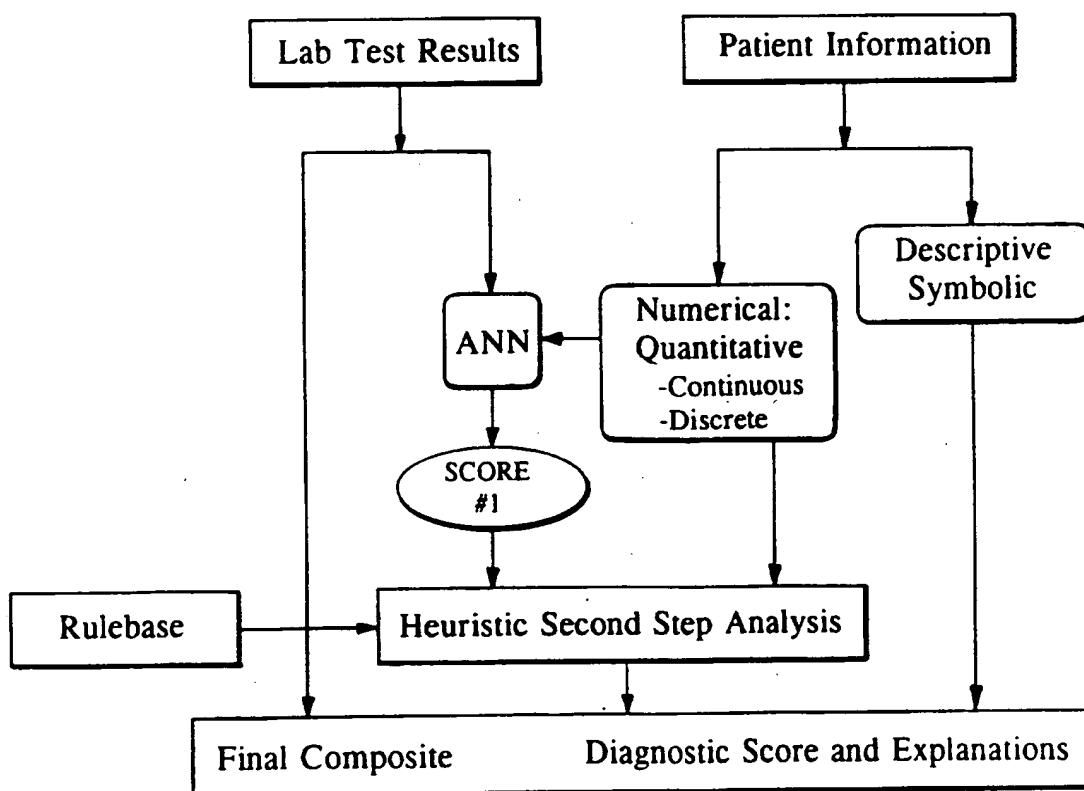 Lab Test Results
Patient Information
Descriptive
Symbolic
Numerical:
Quantitative
-Continuous
-Discrete
ANN
SCORE
#1
Rulebase
Heuristic Second Step Analysis
Final Composite
Diagnostic Score and Explanations